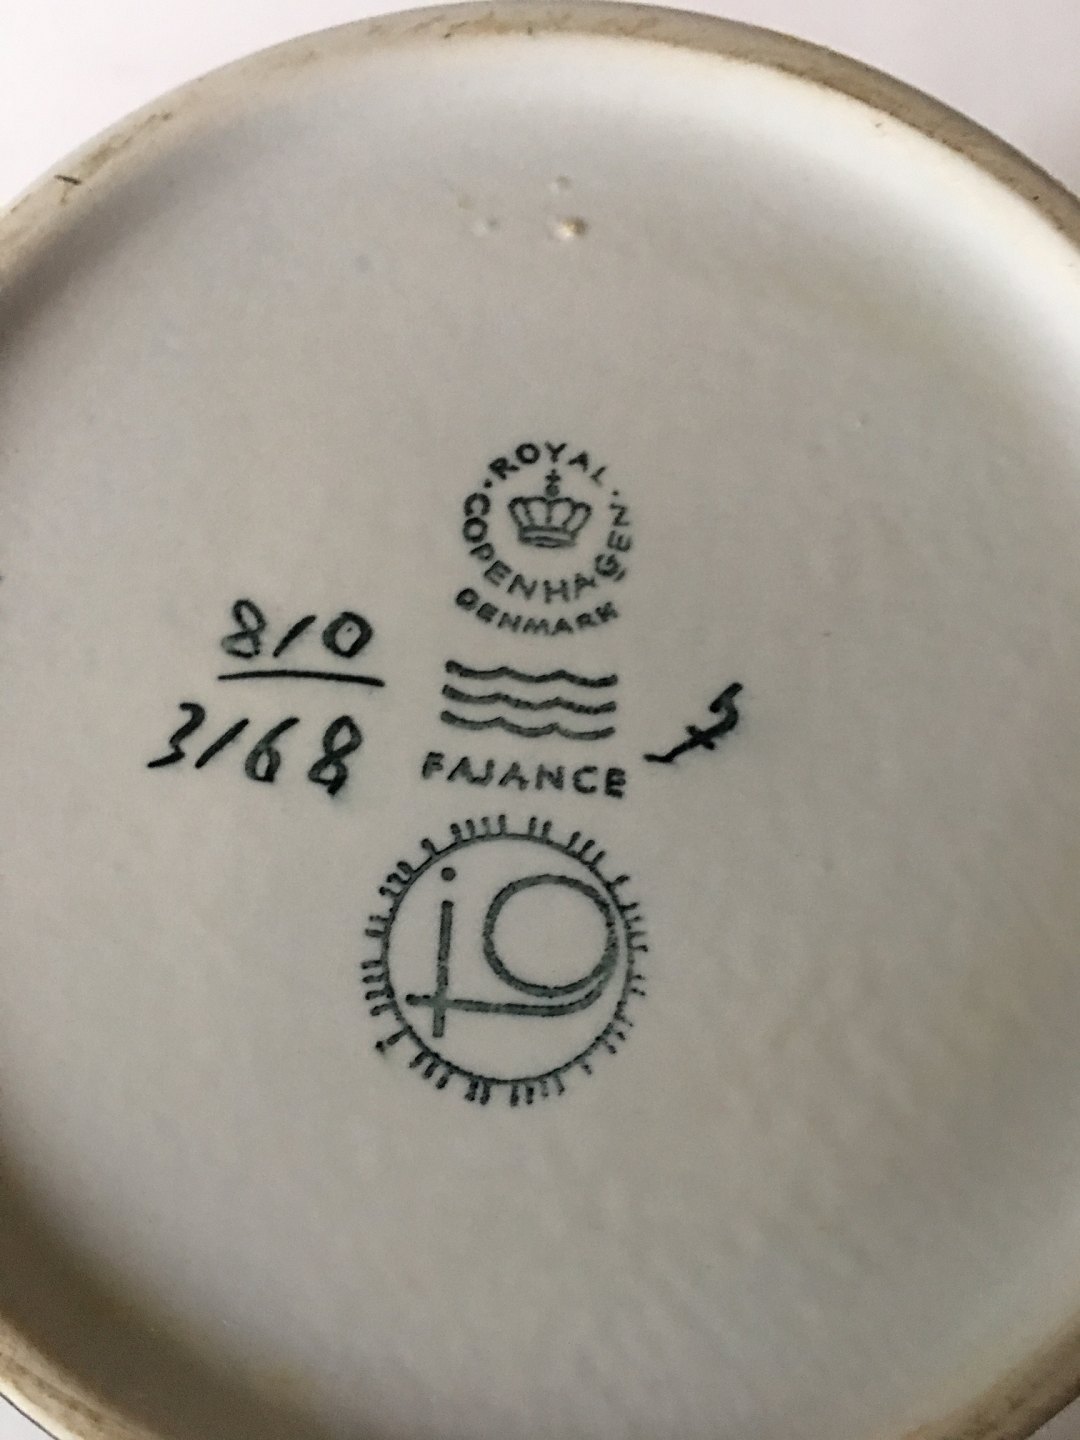 ROYAL
COPENHAGEN
DENMARK
810
3168
FAJANCE